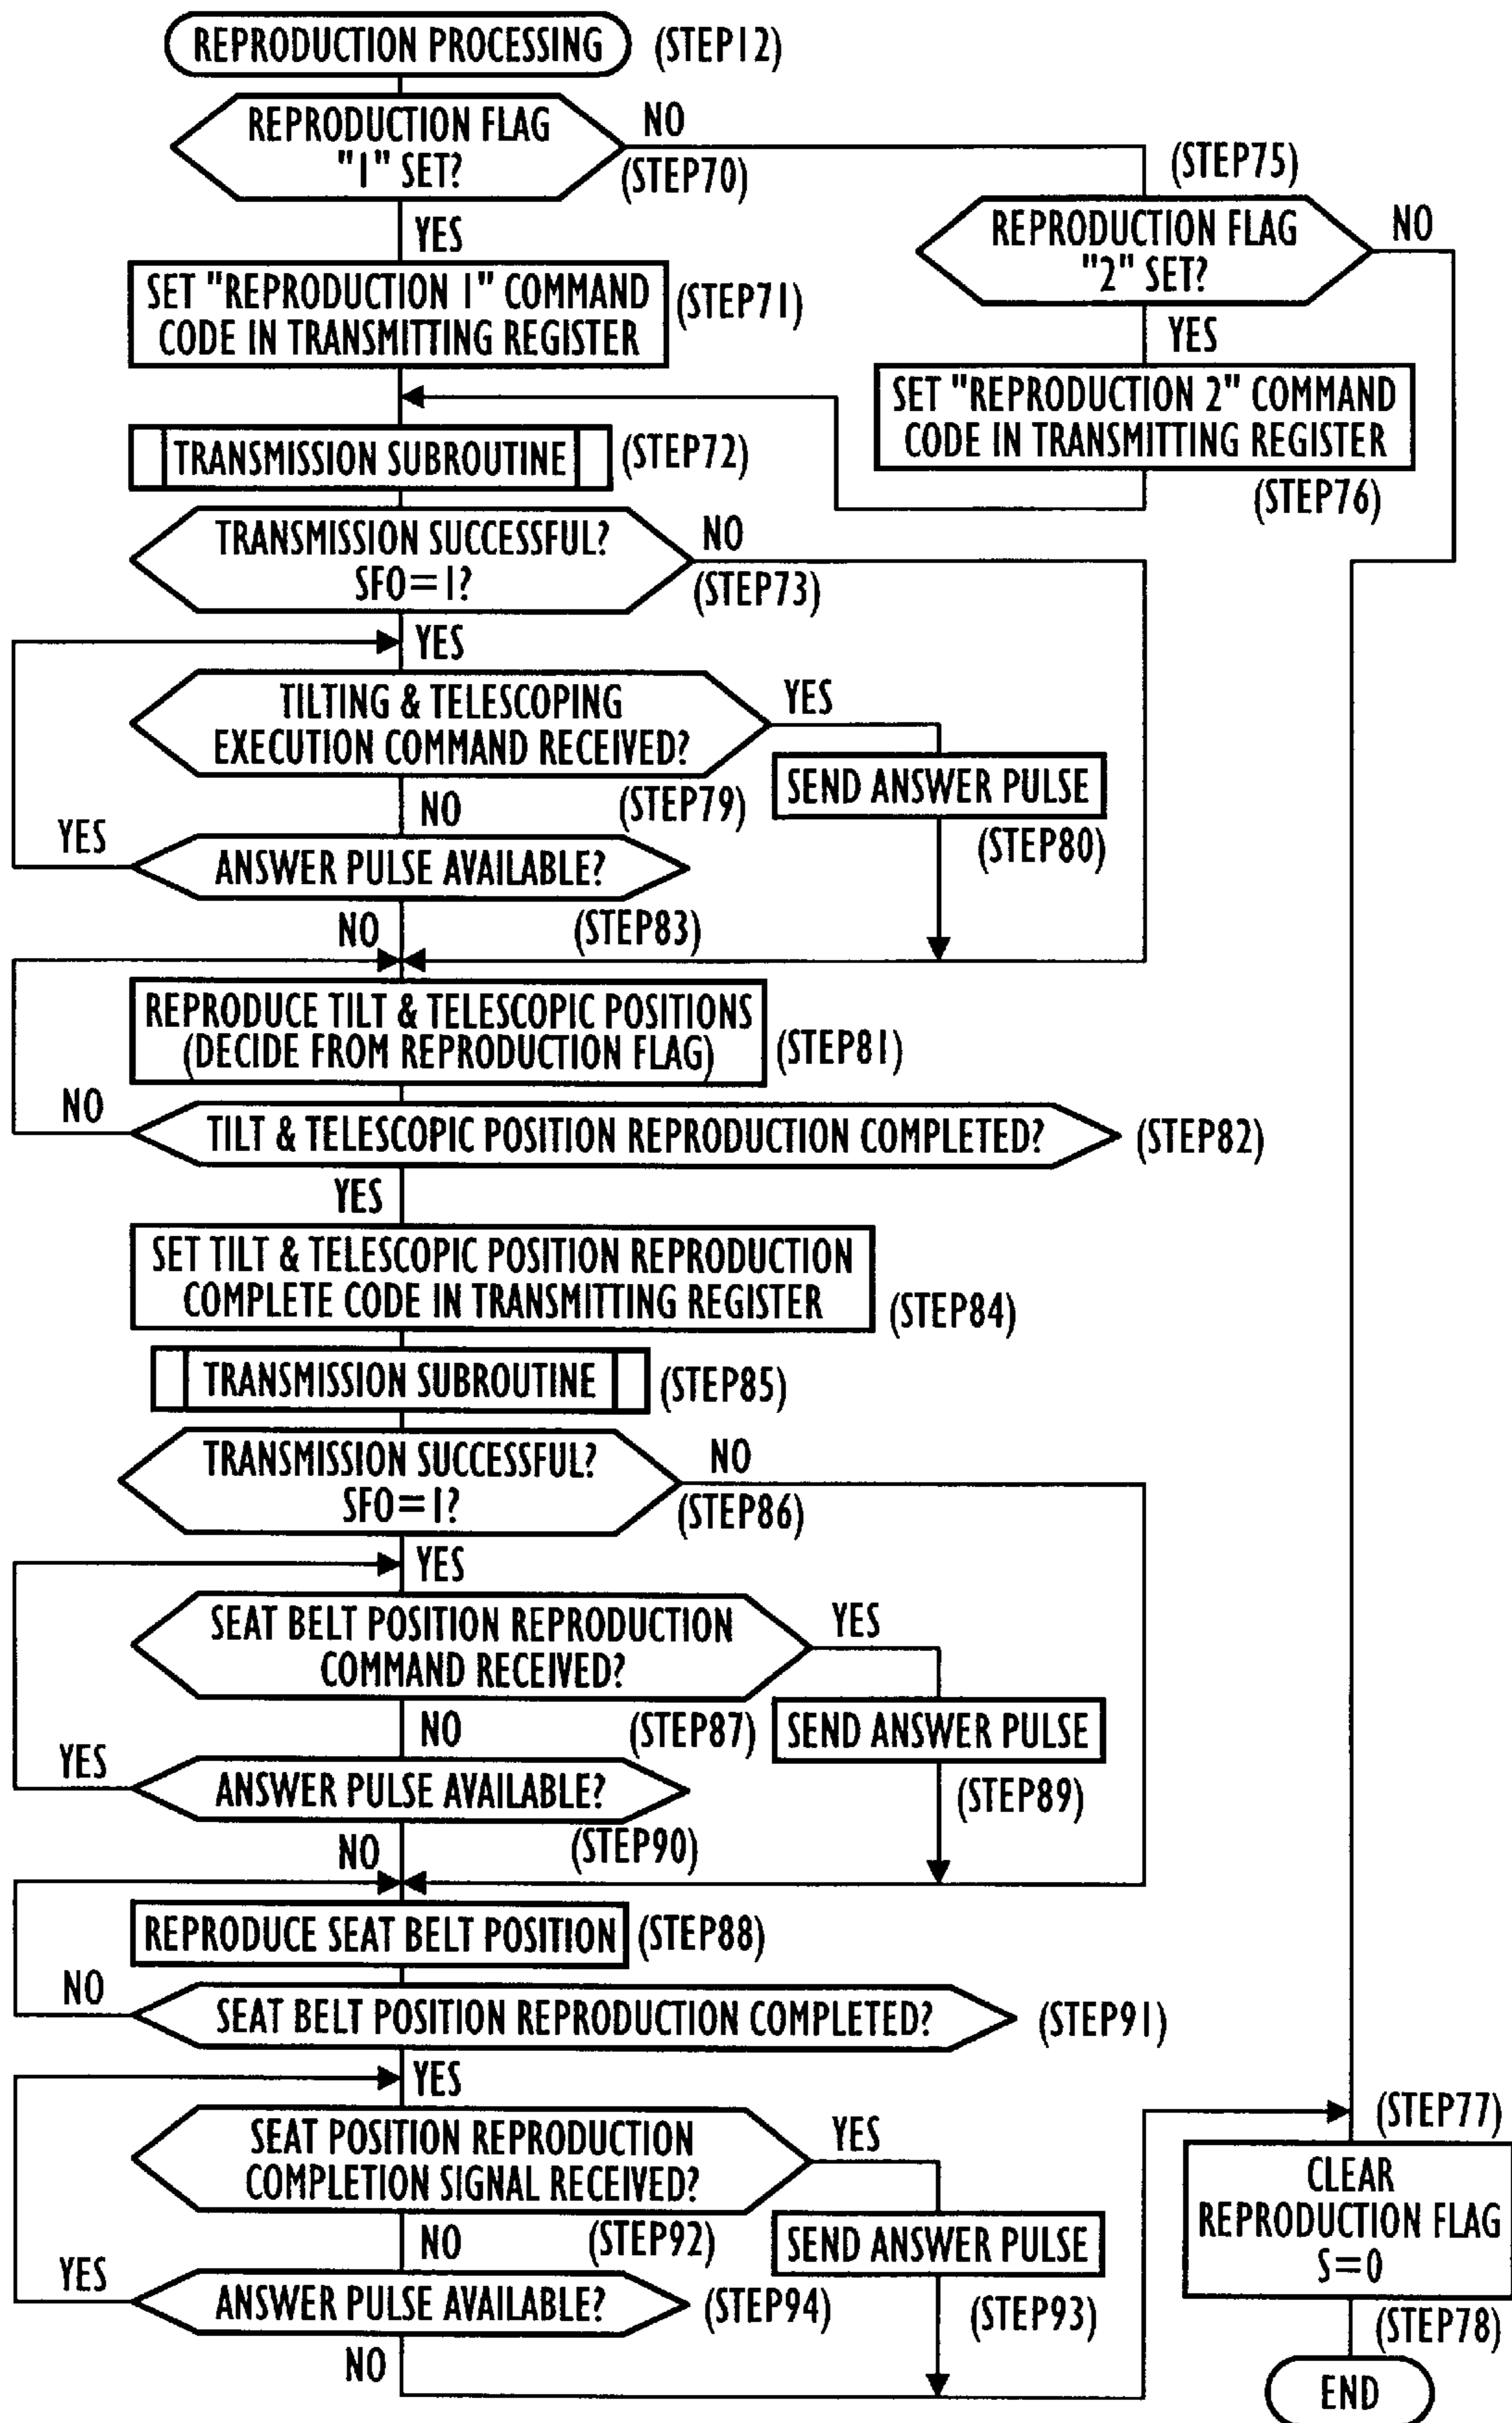 REPRODUCTION PROCESSING (STEP12)
REPRODUCTION FLAG
"1" SET?
NO
(STEP70)
(STEP75)
REPRODUCTION FLAG
"2" SET?
NO
YES
SET "REPRODUCTION 1" COMMAND
CODE IN TRANSMITTING REGISTER
(STEP71)
YES
SET "REPRODUCTION 2" COMMAND
CODE IN TRANSMITTING REGISTER
(STEP76)
TRANSMISSION SUBROUTINE (STEP72)
TRANSMISSION SUCCESSFUL?
SF0=1?
NO
(STEP73)
YES
TILTING & TELESCOPING
EXECUTION COMMAND RECEIVED?
YES
(STEP79)
SEND ANSWER PULSE
(STEP80)
NO
YES
ANSWER PULSE AVAILABLE?
(STEP83)
NO
REPRODUCE TILT & TELESCOPIC POSITIONS
(DECIDE FROM REPRODUCTION FLAG)
(STEP81)
NO
TILT & TELESCOPIC POSITION REPRODUCTION COMPLETED? (STEP82)
YES
SET TILT & TELESCOPIC POSITION REPRODUCTION
COMPLETE CODE IN TRANSMITTING REGISTER
(STEP84)
TRANSMISSION SUBROUTINE (STEP85)
TRANSMISSION SUCCESSFUL?
SF0=1?
NO
(STEP86)
YES
SEAT BELT POSITION REPRODUCTION
COMMAND RECEIVED?
YES
(STEP87)
SEND ANSWER PULSE
(STEP89)
NO
YES
ANSWER PULSE AVAILABLE?
(STEP90)
NO
REPRODUCE SEAT BELT POSITION (STEP88)
NO
SEAT BELT POSITION REPRODUCTION COMPLETED? (STEP91)
YES
SEAT POSITION REPRODUCTION
COMPLETION SIGNAL RECEIVED?
YES
(STEP92)
SEND ANSWER PULSE
(STEP93)
NO
YES
ANSWER PULSE AVAILABLE? (STEP94)
NO
(STEP77)
CLEAR
REPRODUCTION FLAG
S=0
(STEP78)
END